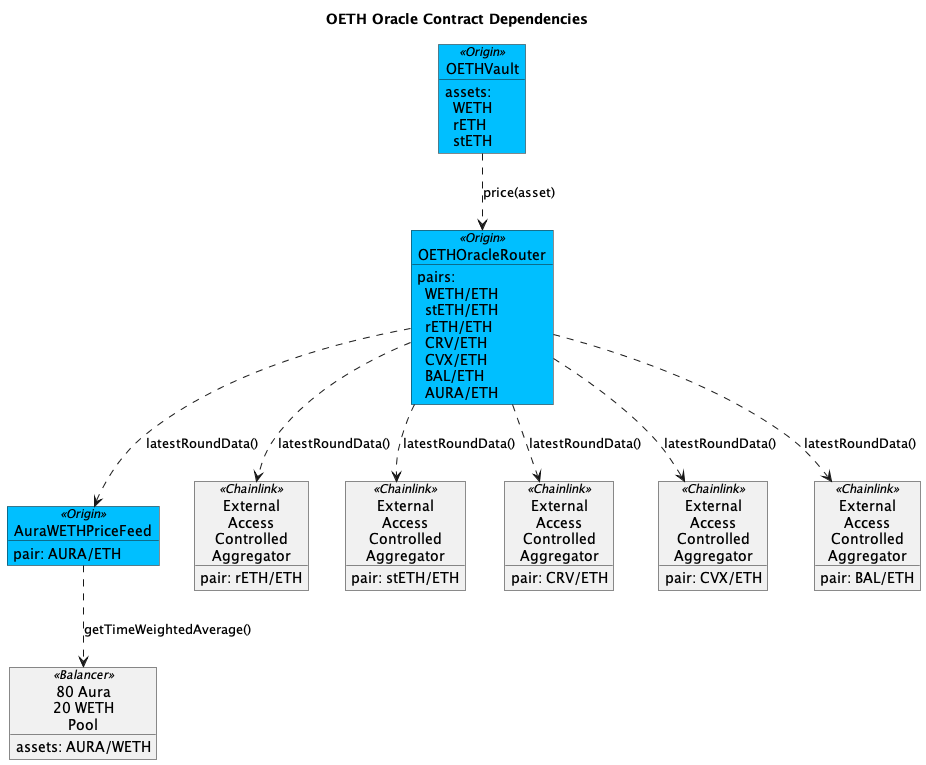 OETH Oracle Contract Dependencies
«Origin»
OETHVault
assets:
WETH
rETH
stETH
price(asset)
«Origin»
OETHOracleRouter
pairs:
WETH/ETH
stETH/ETH
rETH/ETH
CRV/ETH
CVX/ETH
BAL/ETH
AURA/ETH
latestRoundData()
latestRoundData()
latestRoundData()
latestRoundData()
latestRoundData()
latestRoundData()
«Origin»
AuraWETHPriceFeed
pair: AURA/ETH
«Chainlink»
External
Access
Controlled
Aggregator
pair: rETH/ETH
«Chainlink»
External
Access
Controlled
Aggregator
pair: stETH/ETH
«Chainlink»
External
Access
Controlled
Aggregator
pair: CRV/ETH
«Chainlink»
External
Access
Controlled
Aggregator
pair: CVX/ETH
«Chainlink»
External
Access
Controlled
Aggregator
pair: BAL/ETH
getTimeWeightedAverage()
«Balancer»
80 Aura
20 WETH
Pool
assets: AURA/WETH